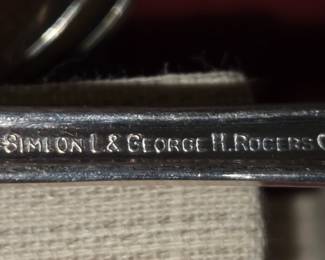 SIMEON L & GEORGE H. ROGERS C